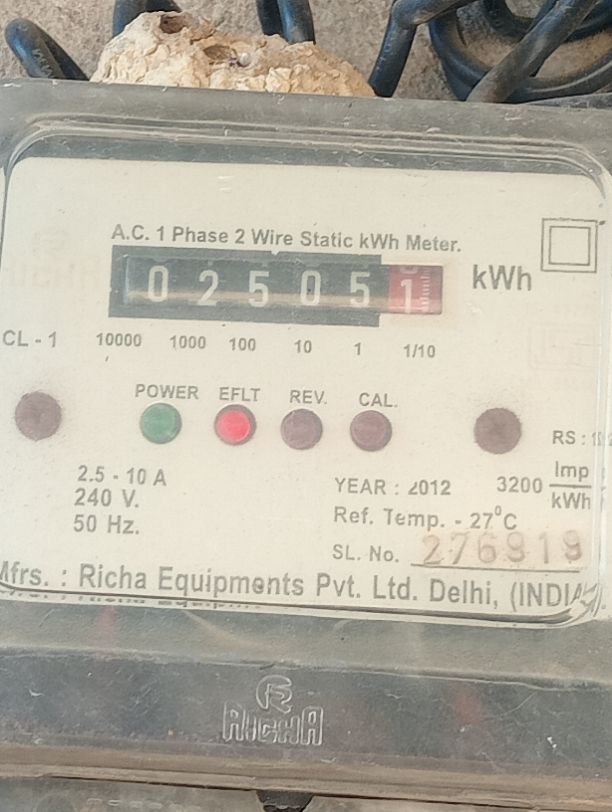 A.C. 1 Phase 2 Wire Static kWh Meter.
0 2 5 0 5 1 kWh
CL - 1 10000 1000 100 10 1 1/10
POWER EFLT REV. CAL.
RS :
2.5 - 10 A
240 V.
50 Hz.
YEAR : 2012
3200 Imp
kWh
Ref. Temp. - 27°C
SL. No. 276919
Mfrs. : Richa Equipments Pvt. Ltd. Delhi, (INDIA).
RICHA